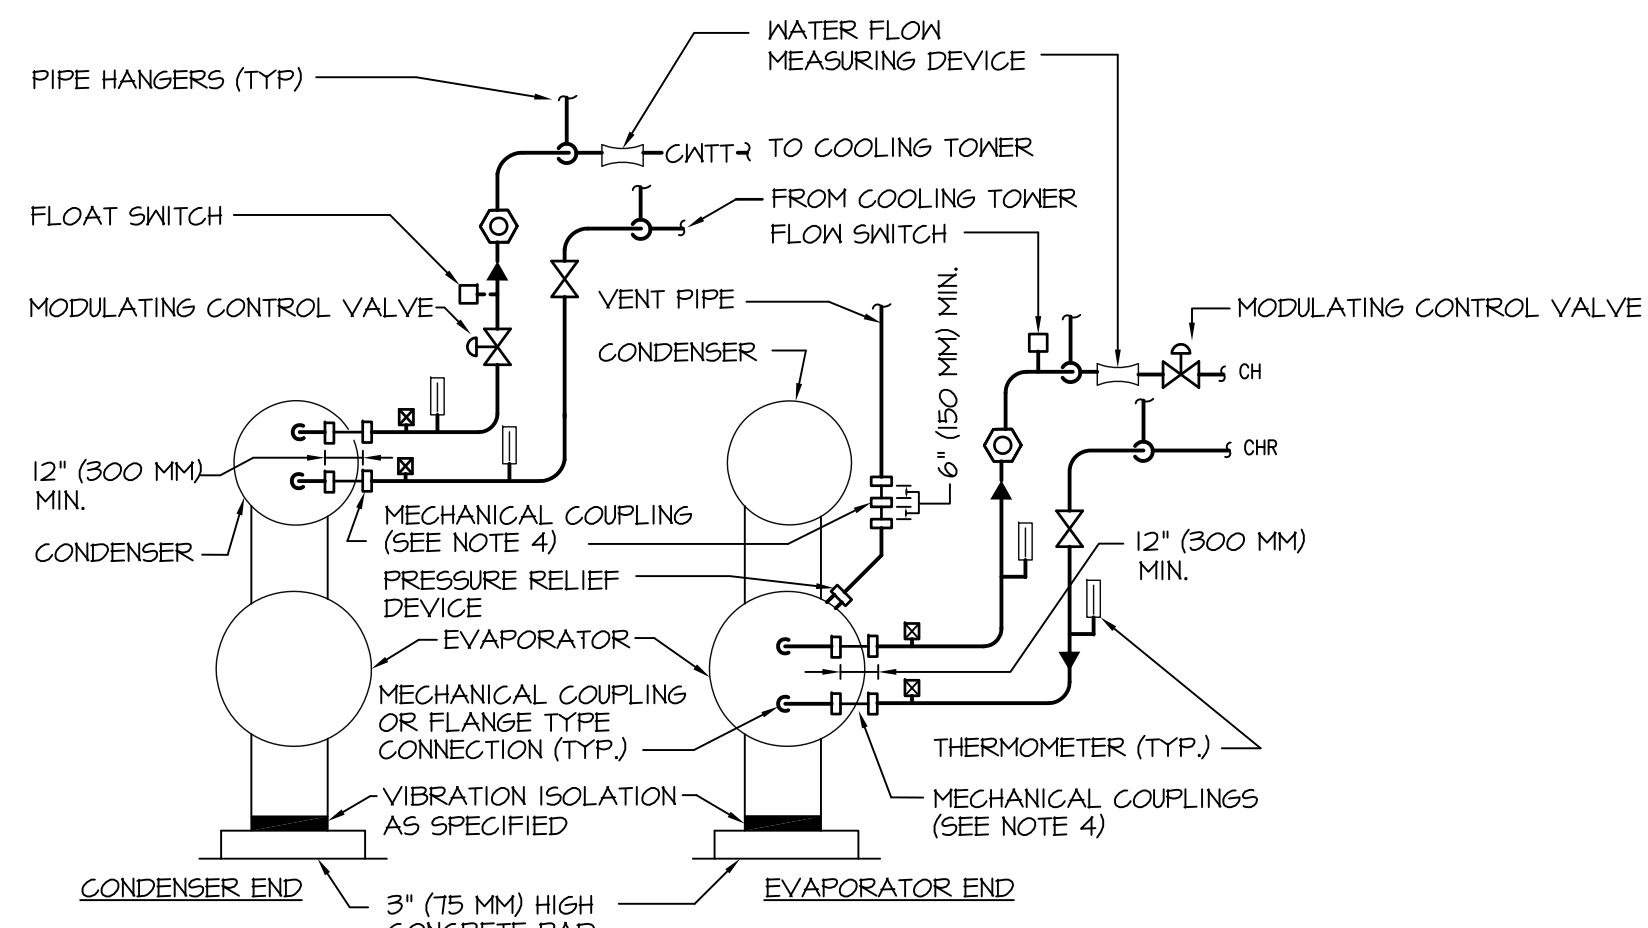 WATER FLOW
MEASURING DEVICE
PIPE HANGERS (TYP)
CWTT
TO COOLING TOWER
FROM COOLING TOWER
FLOAT SWITCH
FLOW SWITCH
VENT PIPE
6" (150 MM) MIN.
MODULATING CONTROL VALVE
MODULATING CONTROL VALVE
CONDENSER
CH
CHR
12" (300 MM)
MIN.
MECHANICAL COUPLING
(SEE NOTE 4)
12" (300 MM)
MIN.
CONDENSER
PRESSURE RELIEF
DEVICE
EVAPORATOR
MECHANICAL COUPLING
OR FLANGE TYPE
CONNECTION (TYP.)
THERMOMETER (TYP.)
VIBRATION ISOLATION
AS SPECIFIED
MECHANICAL COUPLINGS
(SEE NOTE 4)
CONDENSER END
EVAPORATOR END
3" (75 MM) HIGH
CONCRETE PAD